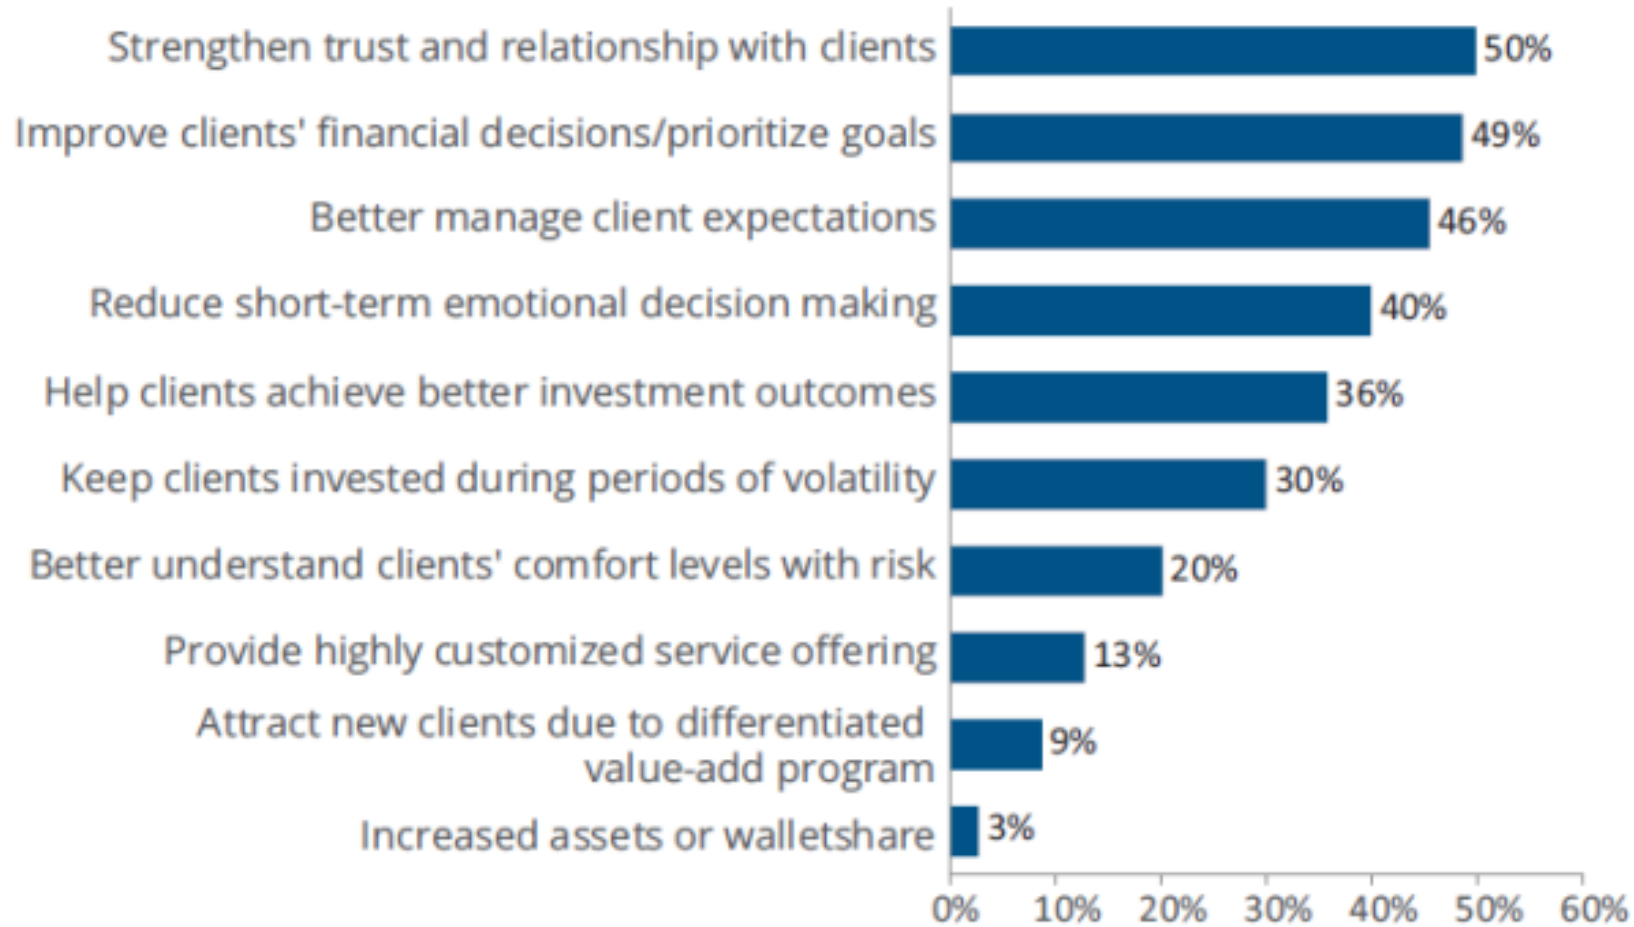 Strengthen trust and relationship with clients 50%
Improve clients' financial decisions/prioritize goals 49%
Better manage client expectations 46%
Reduce short-term emotional decision making 40%
Help clients achieve better investment outcomes 36%
Keep clients invested during periods of volatility 30%
Better understand clients' comfort levels with risk 20%
Provide highly customized service offering 13%
Attract new clients due to differentiated
value-add program 9%
Increased assets or walletshare 3%
0% 10% 20% 30% 40% 50% 60%